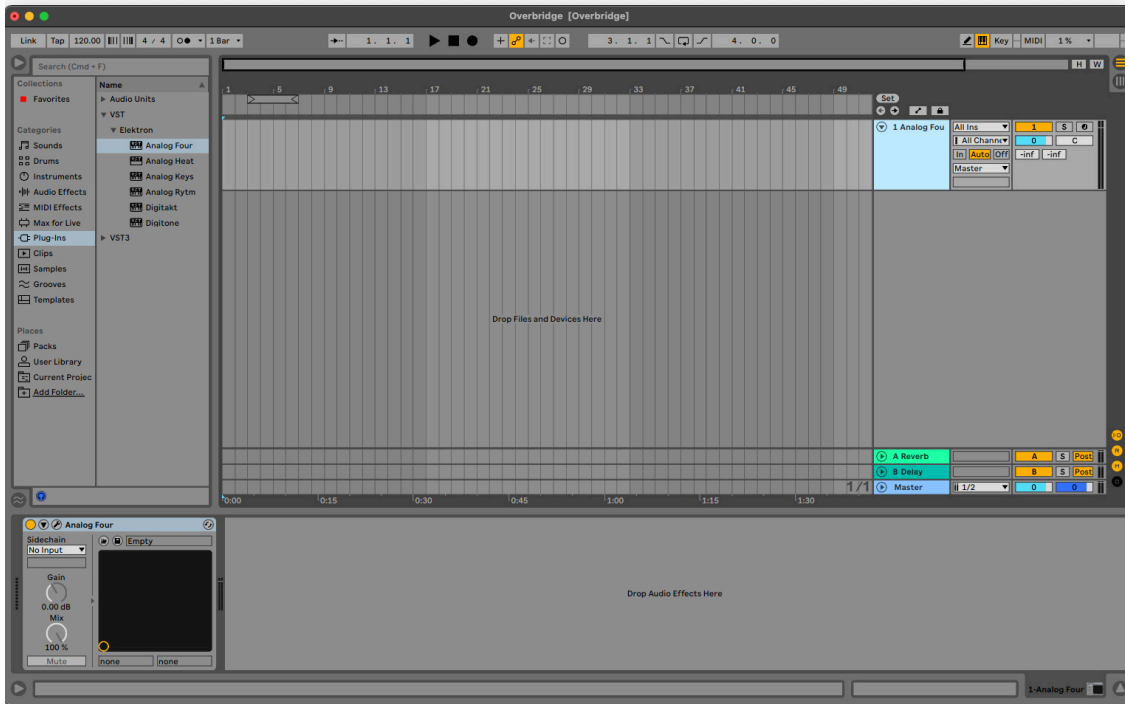 Overbridge [Overbridge]
Link Tap 120.00 4 / 4 1 Bar 1. 1. 1 3. 1. 1 4. 0. 0 Key MIDI 1 %
Search (Cmd + F)
H W
Collections
Favorites
Categories
Sounds
Drums
Instruments
Audio Effects
MIDI Effects
Max for Live
Plug-Ins
Clips
Samples
Grooves
Templates
Places
Packs
User Library
Current Projec
Add Folder...
Name
Audio Units
VST
Elektron
Analog Four
Analog Heat
Analog Keys
Analog Rytm
Digitakt
Digitone
VST3
1 5 9 13 17 21 25 29 33 37 41 45 49
Set
1 Analog Fou All Ins 1 S
All Channe 0 C
In Auto Off -inf -inf
Master
Drop Files and Devices Here
A Reverb A S Post
B Delay B S Post
1/1 Master 1/2 0 0
0:00 0:15 0:30 0:45 1:00 1:15 1:30
Analog Four
Sidechain
No Input
Empty
Gain
0.00 dB
Mix
100 %
Mute none none
Drop Audio Effects Here
1-Analog Four